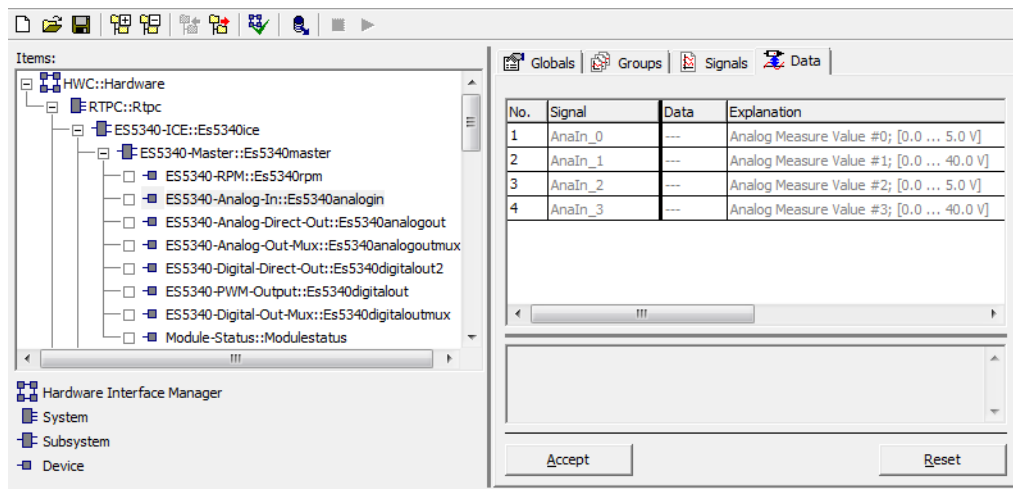 Items:
HWC::Hardware
RTPC::Rtpc
ES5340-ICE::Es5340ice
ES5340-Master::Es5340master
ES5340-RPM::Es5340rpm
ES5340-Analog-In::Es5340analogin
ES5340-Analog-Direct-Out::Es5340analogout
ES5340-Analog-Out-Mux::Es5340analogoutmux
ES5340-Digital-Direct-Out::Es5340digitalout2
ES5340-PWM-Output::Es5340digitalout
ES5340-Digital-Out-Mux::Es5340digitaloutmux
Module-Status::Modulestatus
Hardware Interface Manager
System
Subsystem
Device
Globals Groups Signals Data
No. Signal Data Explanation
1 AnaIn_0 --- Analog Measure Value #0; [0.0 ... 5.0 V]
2 AnaIn_1 --- Analog Measure Value #1; [0.0 ... 40.0 V]
3 AnaIn_2 --- Analog Measure Value #2; [0.0 ... 5.0 V]
4 AnaIn_3 --- Analog Measure Value #3; [0.0 ... 40.0 V]
Accept Reset